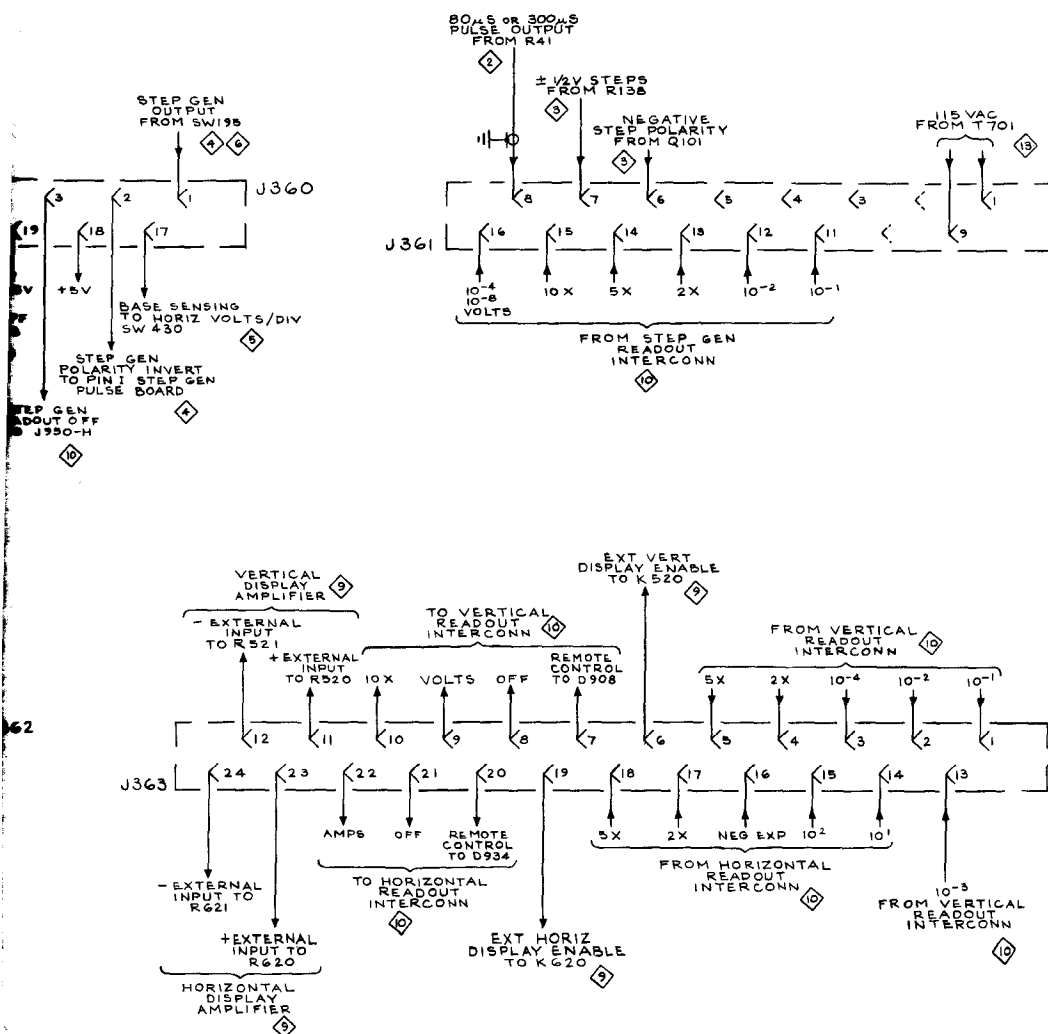 80µS OR 300µS
PULSE OUTPUT
FROM R41
2
± 1/2V STEPS
FROM R138
3
NEGATIVE
STEP POLARITY
FROM Q101
3
115 VAC
FROM T701
13
STEP GEN
OUTPUT
FROM SW195
4 6
3 2 1
J360
19 18 17
+5V
BASE SENSING
TO HORIZ VOLTS/DIV
SW 430
5
STEP GEN
POLARITY INVERT
TO PIN I STEP GEN
PULSE BOARD
4
GEN
OFF
J950-H
10
8 7 6 5 4 3 1
J361
16 15 14 13 12 11 9
10-4
10-8
VOLTS
10X 5X 2X 10-2 10-1
FROM STEP GEN
READOUT
INTERCONN
10
VERTICAL
DISPLAY
AMPLIFIER
9
- EXTERNAL
INPUT
TO R521
+ EXTERNAL
INPUT
TO R520
TO VERTICAL
READOUT
INTERCONN
10
10X VOLTS OFF
REMOTE
CONTROL
TO D908
EXT VERT
DISPLAY ENABLE
TO K520
9
FROM VERTICAL
READOUT
INTERCONN
10
5X 2X 10-4 10-2 10-1
62
12 11 10 9 8 7 6 5 4 3 2 1
J363
24 23 22 21 20 19 18 17 16 15 14 13
AMPS OFF
REMOTE
CONTROL
TO D934
TO HORIZONTAL
READOUT
INTERCONN
10
5X 2X NEG EXP 10² 10¹
FROM HORIZONTAL
READOUT
INTERCONN
10
10-3
FROM VERTICAL
READOUT
INTERCONN
10
- EXTERNAL
INPUT TO
R621
+EXTERNAL
INPUT TO
R620
HORIZONTAL
DISPLAY
AMPLIFIER
9
EXT HORIZ
DISPLAY ENABLE
TO K620
9